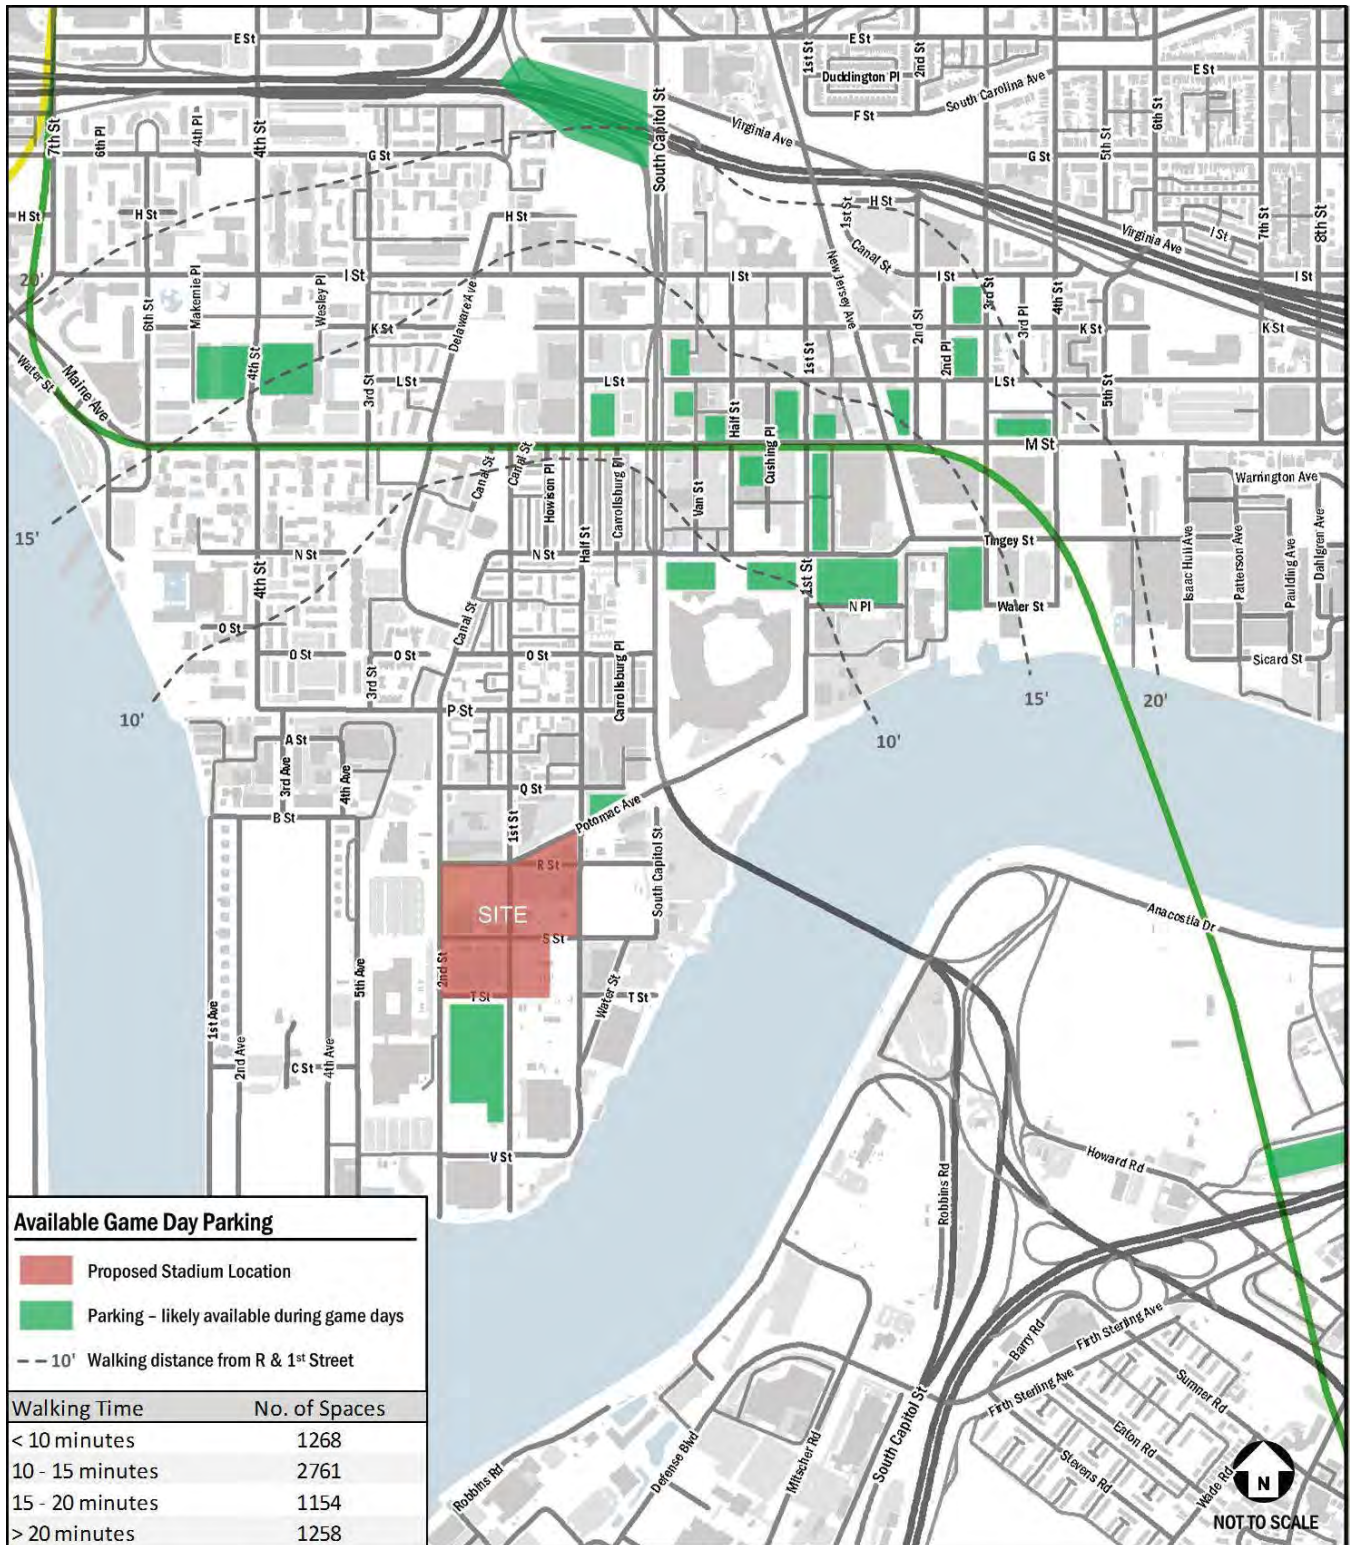 E St
E St
1st St
2nd St
Duddington Pl
South Carolina Ave
E St
F St
7th St
6th Pl
4th Pl
4th St
South Capitol St
Virginia Ave
5th St
6th St
G St
G St
H St
H St
H St
1st St
H St
Canal St
Virginia Ave
I St
7th St
8th St
20'
I St
I St
New Jersey Ave
I St
3rd St
I St
6th St
Makemie Pl
Wesley Pl
K St
Delaware Ave
2nd St
3rd Pl
4th St
K St
K St
Water St
Maine Ave
4th St
3rd St
L St
L St
1st St
2nd Pl
L St
5th St
Half St
Cushing Pl
M St
Canal St
Canal St
Howison Pl
Carrollsburg Pl
Van St
Warrington Ave
15'
N St
4th St
N St
Half St
1st St
Tingey St
Isaac Hull Ave
Patterson Ave
Paulding Ave
Dahlgren Ave
N Pl
Water St
O St
O St
O St
Canal St
O St
3rd St
Carrollsburg Pl
Sicard St
10'
P St
10'
15'
20'
A St
3rd Ave
4th Ave
B St
Q St
1st St
Potomac Ave
R St
South Capitol St
SITE
S St
Anacostia Dr
1st Ave
2nd Ave
5th Ave
2nd St
T St
Water St
T St
C St
4th Ave
V St
Robbins Rd
Howard Rd
Barry Rd
Firth Sterling Ave
Firth Sterling Ave
Sumner Rd
Eaton Rd
Stevens Rd
Wade Rd
South Capitol St
Mitscher Rd
Defense Blvd
Robbins Rd
N
NOT TO SCALE
Available Game Day Parking
Proposed Stadium Location
Parking – likely available during game days
10' Walking distance from R & 1st Street
Walking Time No. of Spaces
< 10 minutes 1268
10 - 15 minutes 2761
15 - 20 minutes 1154
> 20 minutes 1258